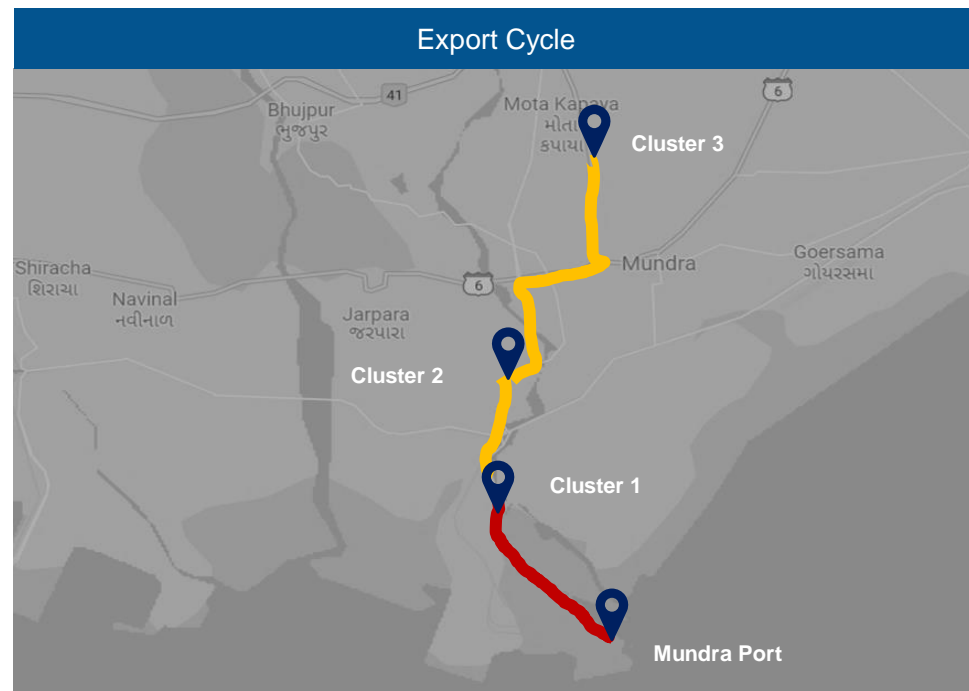 Export Cycle
41
6
Bhujpur
ભુજપુર
Mota Kapaya
મોટા
કપાયા
Cluster 3
Shiracha
શિરાચા
Navinal
નવીનાળ
6
Mundra
Goersama
ગોયરસમા
Jarpara
જરપારા
Cluster 2
Cluster 1
Mundra Port